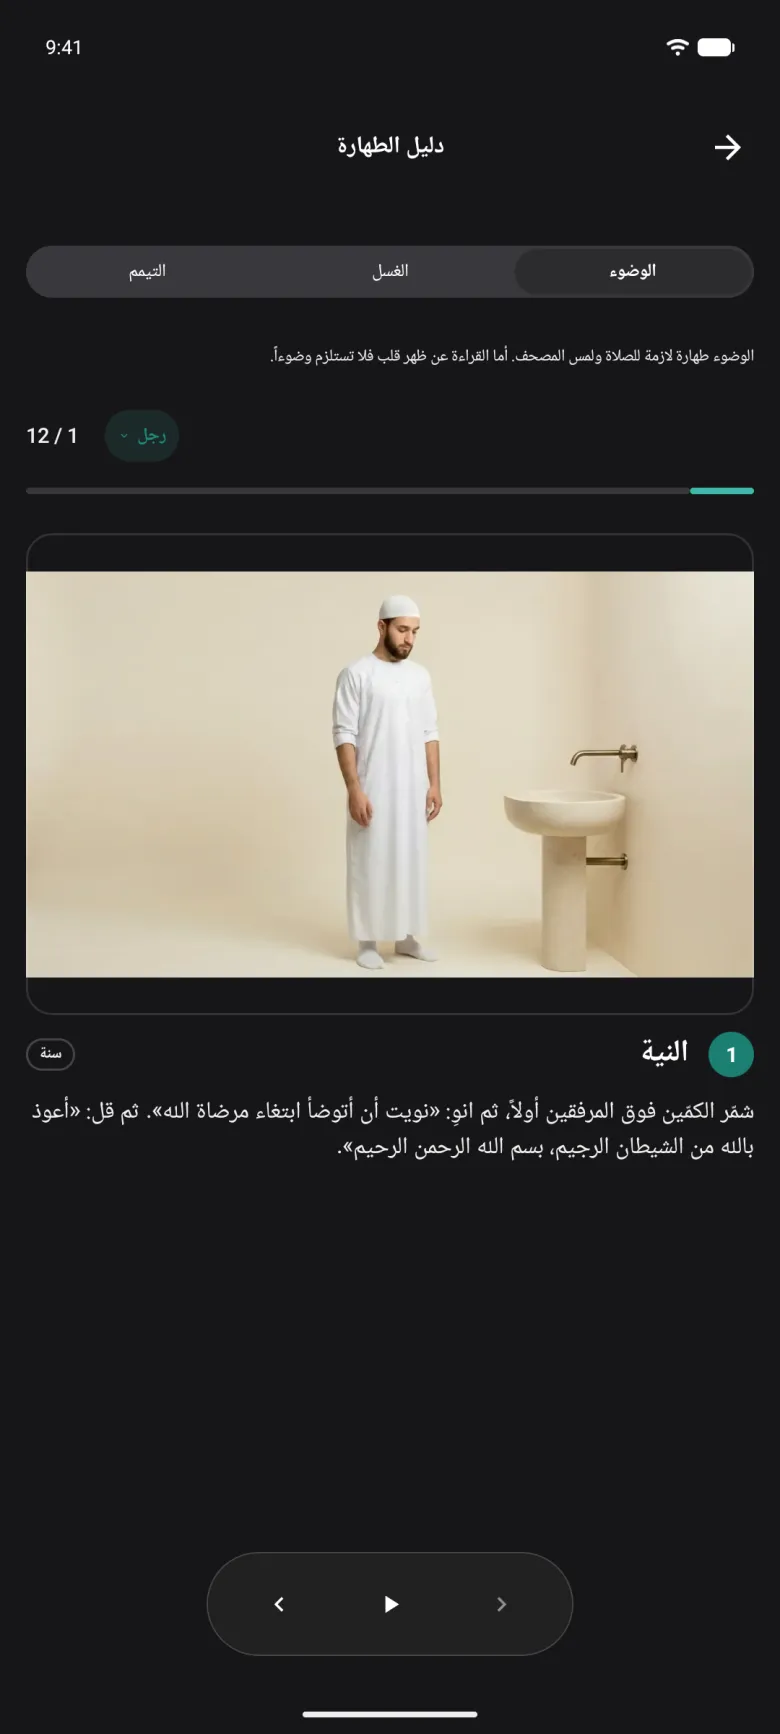 9:41
دليل الطهارة
الوضوء
الغسل
التيمم
الوضوء طهارة لازمة للصلاة ولمس المصحف. أما القراءة عن ظهر قلب فلا تستلزم وضوءاً.
رجل
1 / 12
1
النية
سنة
شمّر الكمّين فوق المرفقين أولاً، ثم انوِ: «نويت أن أتوضأ ابتغاء مرضاة الله». ثم قل: «أعوذ
بالله من الشيطان الرجيم، بسم الله الرحمن الرحيم».